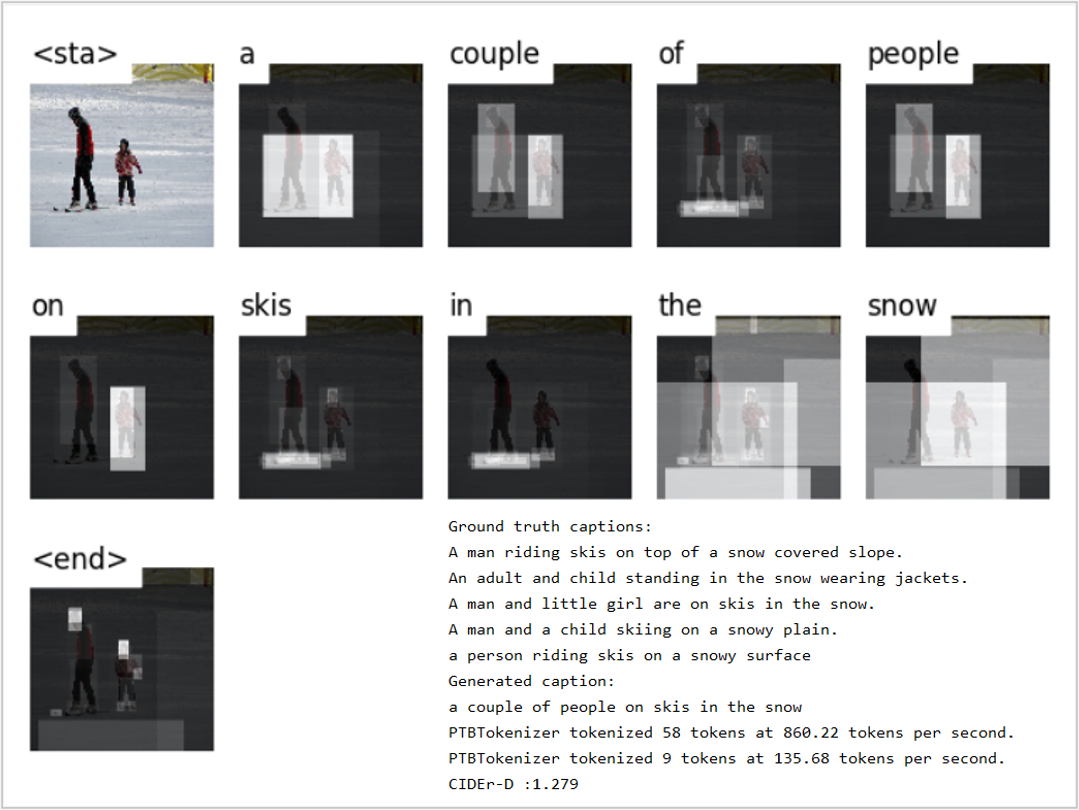 <sta> a couple of people
on skis in the snow
<end>
Ground truth captions:
A man riding skis on top of a snow covered slope.
An adult and child standing in the snow wearing jackets.
A man and little girl are on skis in the snow.
A man and a child skiing on a snowy plain.
a person riding skis on a snowy surface
Generated caption:
a couple of people on skis in the snow
PTBTokenizer tokenized 58 tokens at 860.22 tokens per second.
PTBTokenizer tokenized 9 tokens at 135.68 tokens per second.
CIDEr-D :1.279